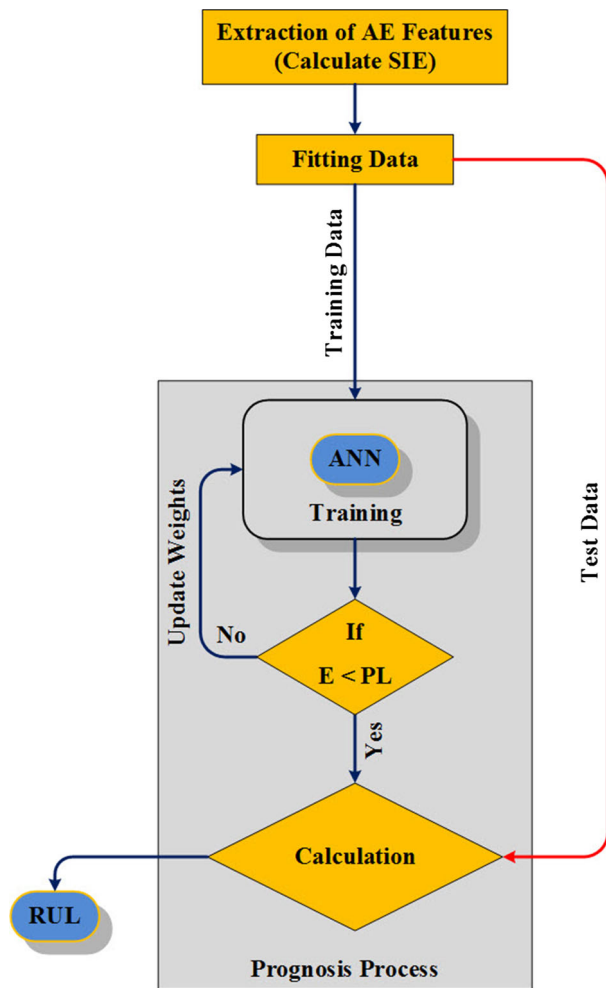 Extraction of AE Features
(Calculate SIE)
Fitting Data
Training Data
Test Data
ANN
Training
Update Weights
No
If
E < PL
Yes
Calculation
RUL
Prognosis Process